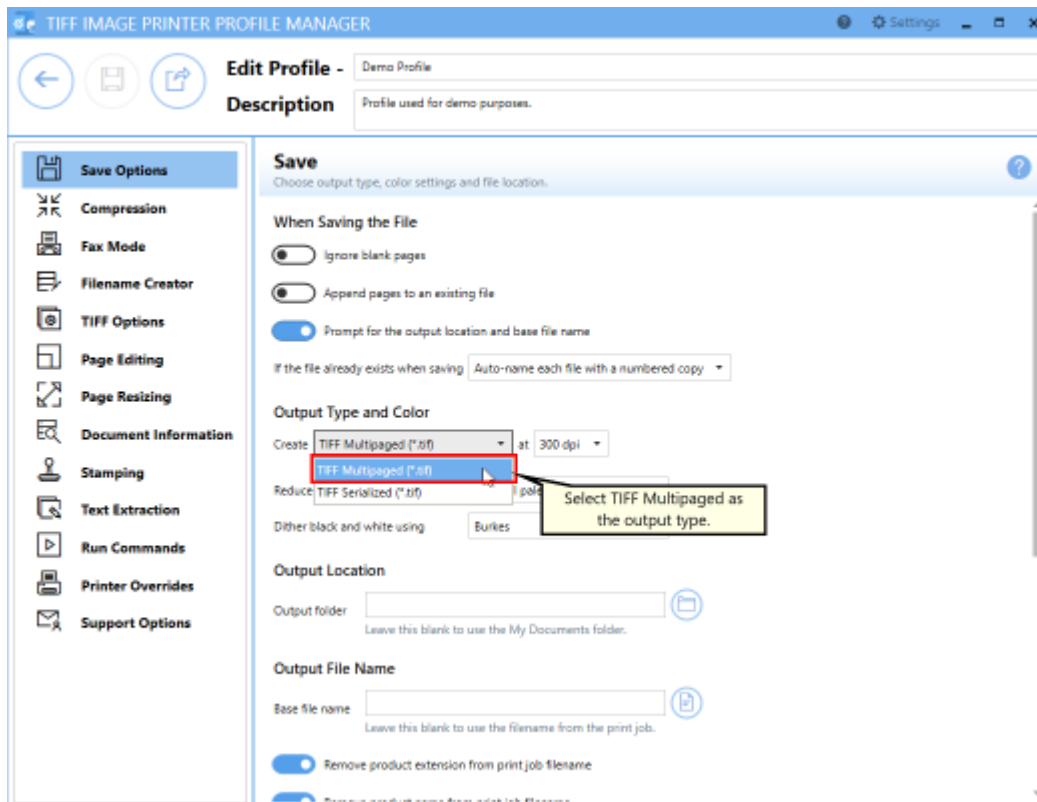 TIFF IMAGE PRINTER PROFILE MANAGER
Settings
Edit Profile - Demo Profile
Description Profile used for demo purposes.
Save Options
Compression
Fax Mode
Filename Creator
TIFF Options
Page Editing
Page Resizing
Document Information
Stamping
Text Extraction
Run Commands
Printer Overrides
Support Options
Save
Choose output type, color settings and file location.
When Saving the File
Ignore blank pages
Append pages to an existing file
Prompt for the output location and base file name
If the file already exists when saving Auto-name each file with a numbered copy
Output Type and Color
Create TIFF Multipaged (*.tif) at 300 dpi
TIFF Multipaged (*.tif)
Reduce TIFF Serialized (*.tif)
Select TIFF Multipaged as
the output type.
Dither black and white using Burkes
Output Location
Output folder
Leave this blank to use the My Documents folder.
Output File Name
Base file name
Leave this blank to use the filename from the print job.
Remove product extension from print job filename